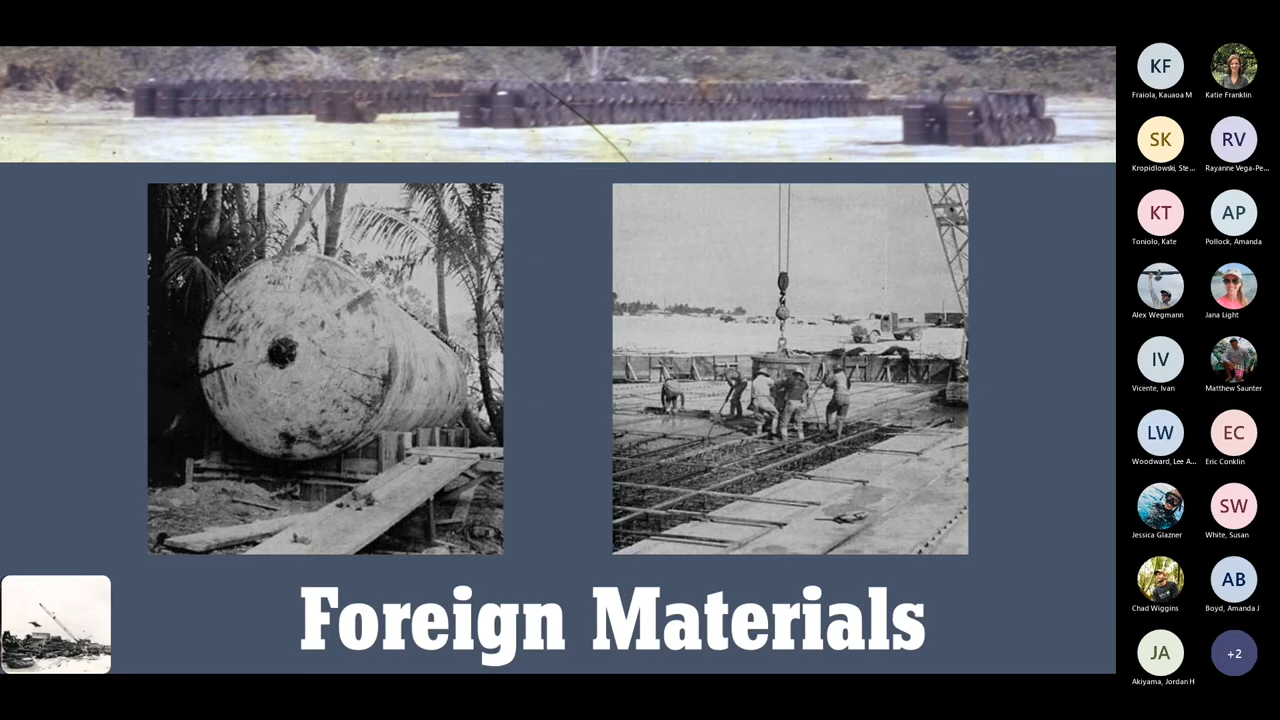 Foreign Materials
KF
Fraiola, Kauaoa M
Katie Franklin
SK
Kropidlowski, Ste...
RV
Rayanne Vega-Pe...
KT
Toniolo, Kate
AP
Pollock, Amanda
Alex Wegmann
Jana Light
IV
Vicente, Ivan
Matthew Saunter
LW
Woodward, Lee A...
EC
Eric Conklin
Jessica Glazner
SW
White, Susan
Chad Wiggins
AB
Boyd, Amanda J
JA
Akiyama, Jordan H
+2